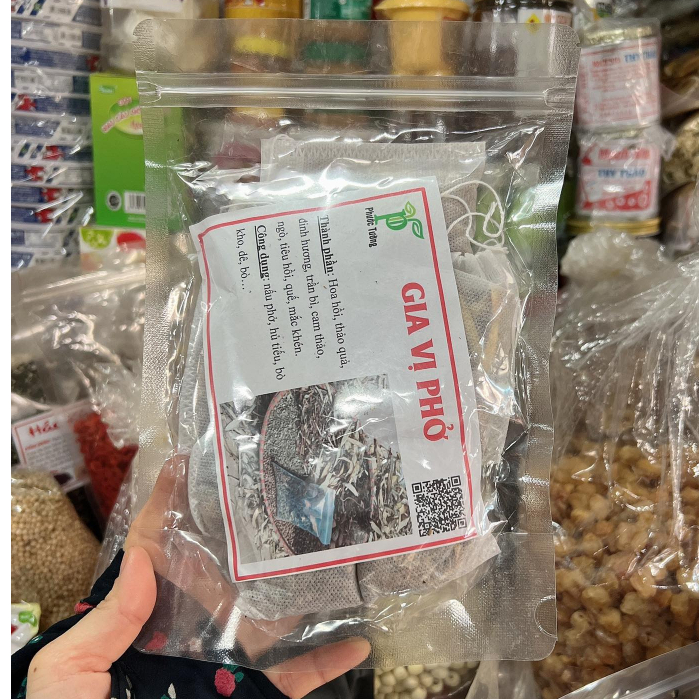 Phước Tường
GIA VỊ PHỞ
Thành phần: Hoa hồi, thảo quả,
đinh hương, trần bì, cam thảo,
ngò, tiêu hồi, quế, mắc khén.
Công dụng: nấu phở, hủ tiếu, bò
kho, dê, bò…